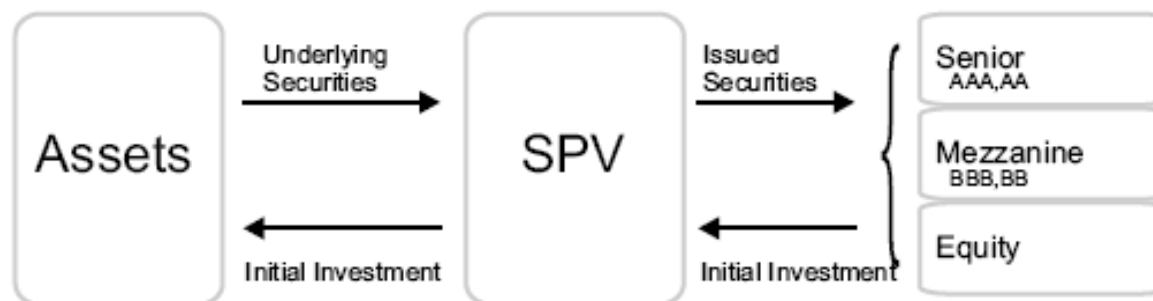 Assets
Underlying
Securities
Initial Investment
SPV
Issued
Securities
Initial Investment
Senior
AAA,AA
Mezzanine
BBB,BB
Equity